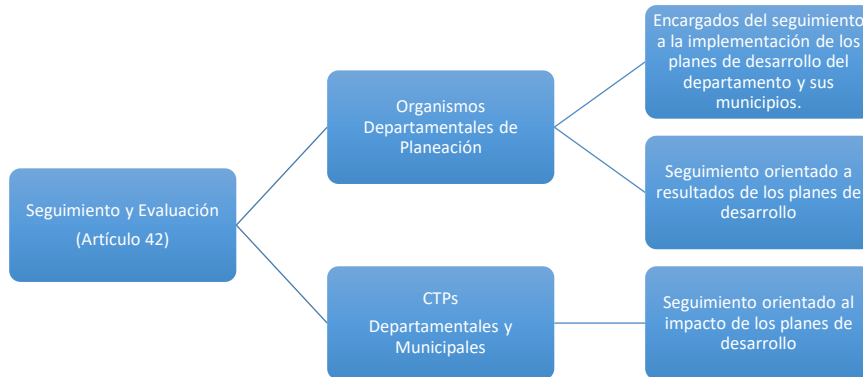 Seguimiento y Evaluación
(Artículo 42)
Organismos
Departamentales de
Planeación
Encargados del seguimiento
a la implementación de los
planes de desarrollo del
departamento y sus
municipios.
Seguimiento orientado a
resultados de los planes de
desarrollo
CTPs
Departamentales y
Municipales
Seguimiento orientado al
impacto de los planes de
desarrollo